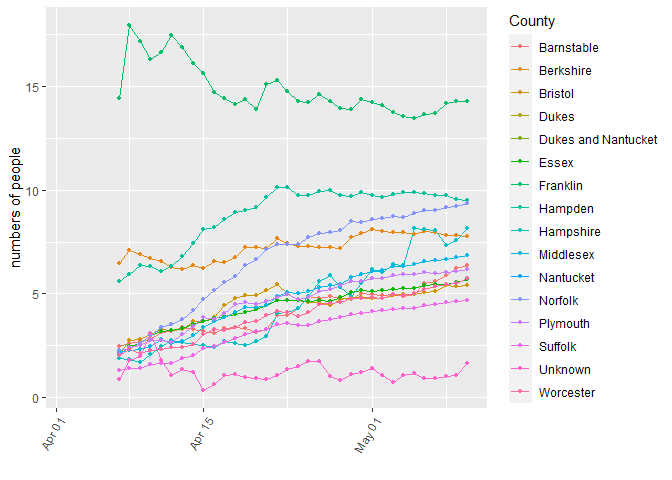 County
Barnstable
Berkshire
Bristol
Dukes
Dukes and Nantucket
Essex
Franklin
Hampden
Hampshire
Middlesex
Nantucket
Norfolk
Plymouth
Suffolk
Unknown
Worcester
nurmbers of people
15
10
5
0
Apr 01
Apr 15
May 01